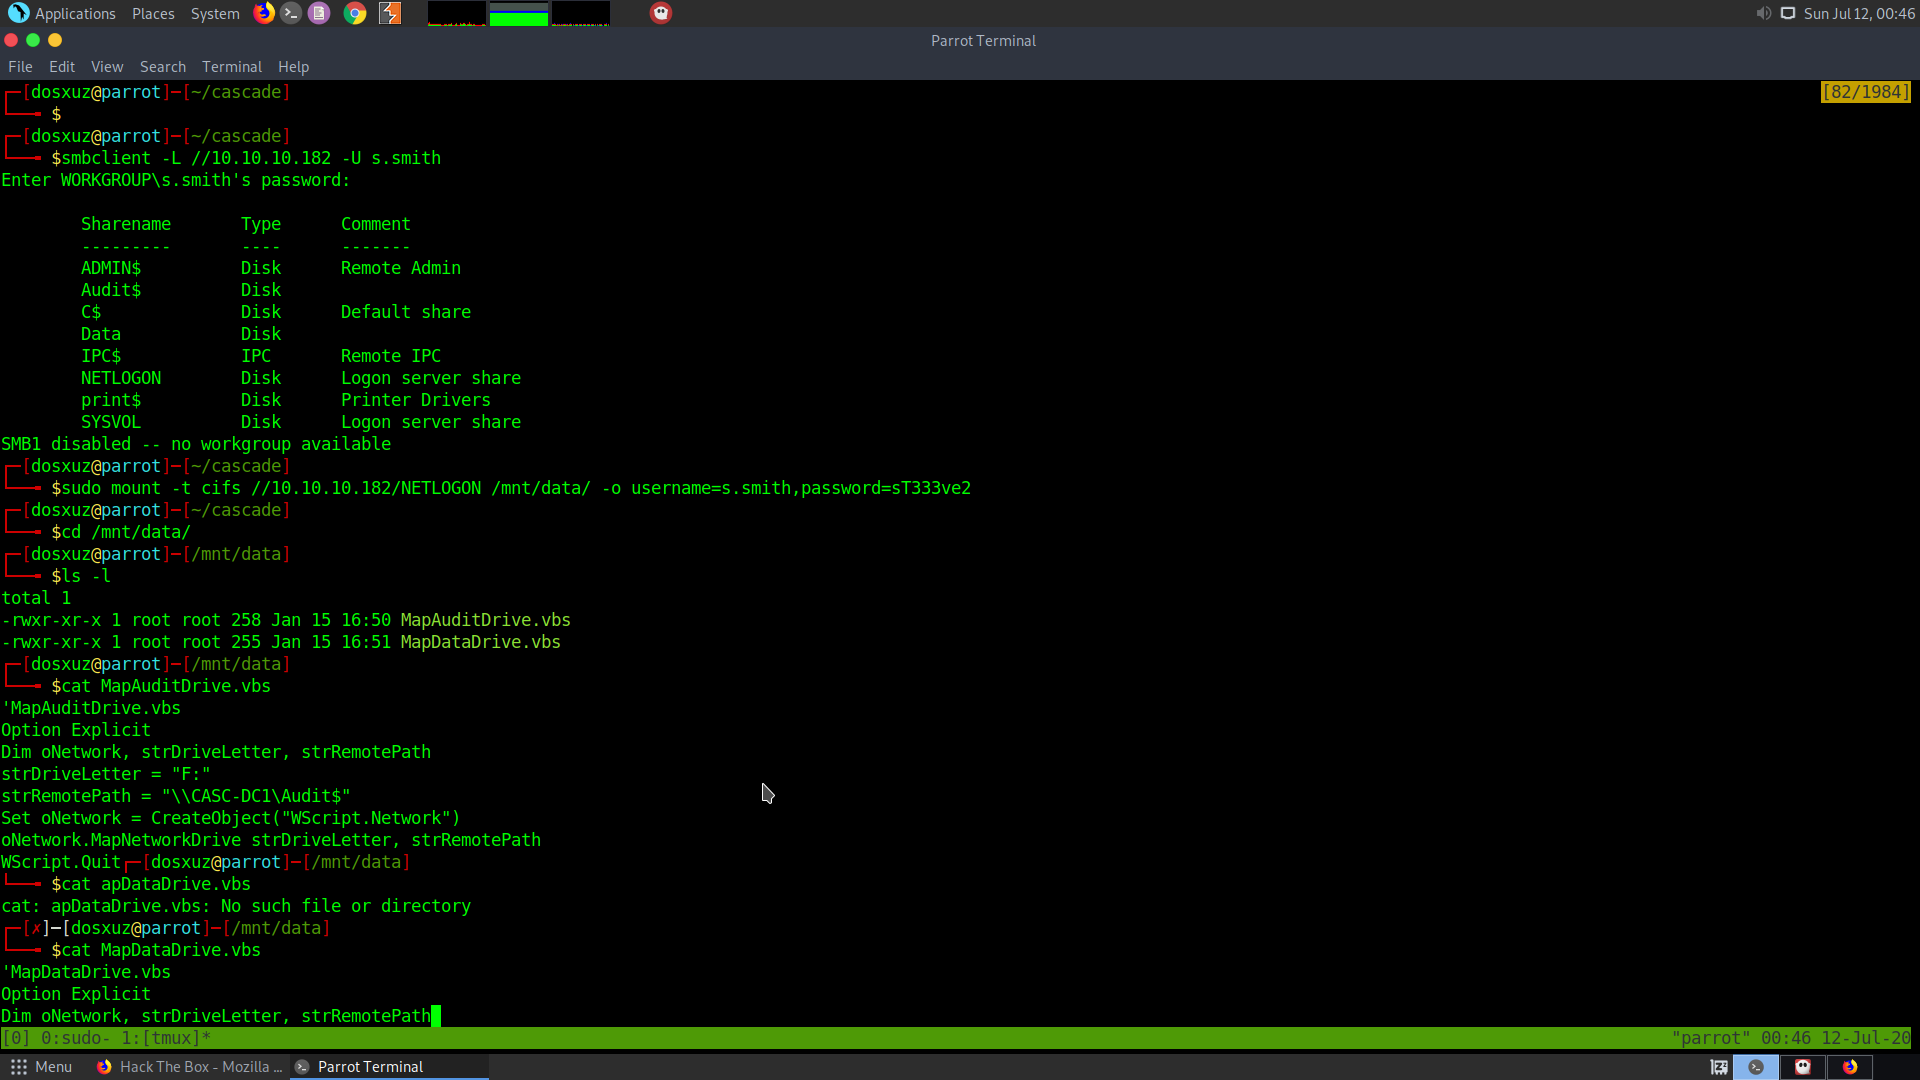 Applications Places System Sun Jul 12, 00:46
Parrot Terminal
File Edit View Search Terminal Help
┌─[dosxuz@parrot]─[~/cascade] [82/1984]
└──╼ $
┌─[dosxuz@parrot]─[~/cascade]
└──╼ $smbclient -L //10.10.10.182 -U s.smith
Enter WORKGROUP\s.smith's password:
Sharename Type Comment
--------- ---- -------
ADMIN$ Disk Remote Admin
Audit$ Disk
C$ Disk Default share
Data Disk
IPC$ IPC Remote IPC
NETLOGON Disk Logon server share
print$ Disk Printer Drivers
SYSVOL Disk Logon server share
SMB1 disabled -- no workgroup available
┌─[dosxuz@parrot]─[~/cascade]
└──╼ $sudo mount -t cifs //10.10.10.182/NETLOGON /mnt/data/ -o username=s.smith,password=sT333ve2
┌─[dosxuz@parrot]─[~/cascade]
└──╼ $cd /mnt/data/
┌─[dosxuz@parrot]─[/mnt/data]
└──╼ $ls -l
total 1
-rwxr-xr-x 1 root root 258 Jan 15 16:50 MapAuditDrive.vbs
-rwxr-xr-x 1 root root 255 Jan 15 16:51 MapDataDrive.vbs
┌─[dosxuz@parrot]─[/mnt/data]
└──╼ $cat MapAuditDrive.vbs
'MapAuditDrive.vbs
Option Explicit
Dim oNetwork, strDriveLetter, strRemotePath
strDriveLetter = "F:"
strRemotePath = "\\CASC-DC1\Audit$"
Set oNetwork = CreateObject("WScript.Network")
oNetwork.MapNetworkDrive strDriveLetter, strRemotePath
WScript.Quit┌─[dosxuz@parrot]─[/mnt/data]
└──╼ $cat apDataDrive.vbs
cat: apDataDrive.vbs: No such file or directory
┌─[✗]─[dosxuz@parrot]─[/mnt/data]
└──╼ $cat MapDataDrive.vbs
'MapDataDrive.vbs
Option Explicit
Dim oNetwork, strDriveLetter, strRemotePath
[0] 0:sudo- 1:[tmux]* "parrot" 00:46 12-Jul-20
Menu Hack The Box - Mozilla ... Parrot Terminal